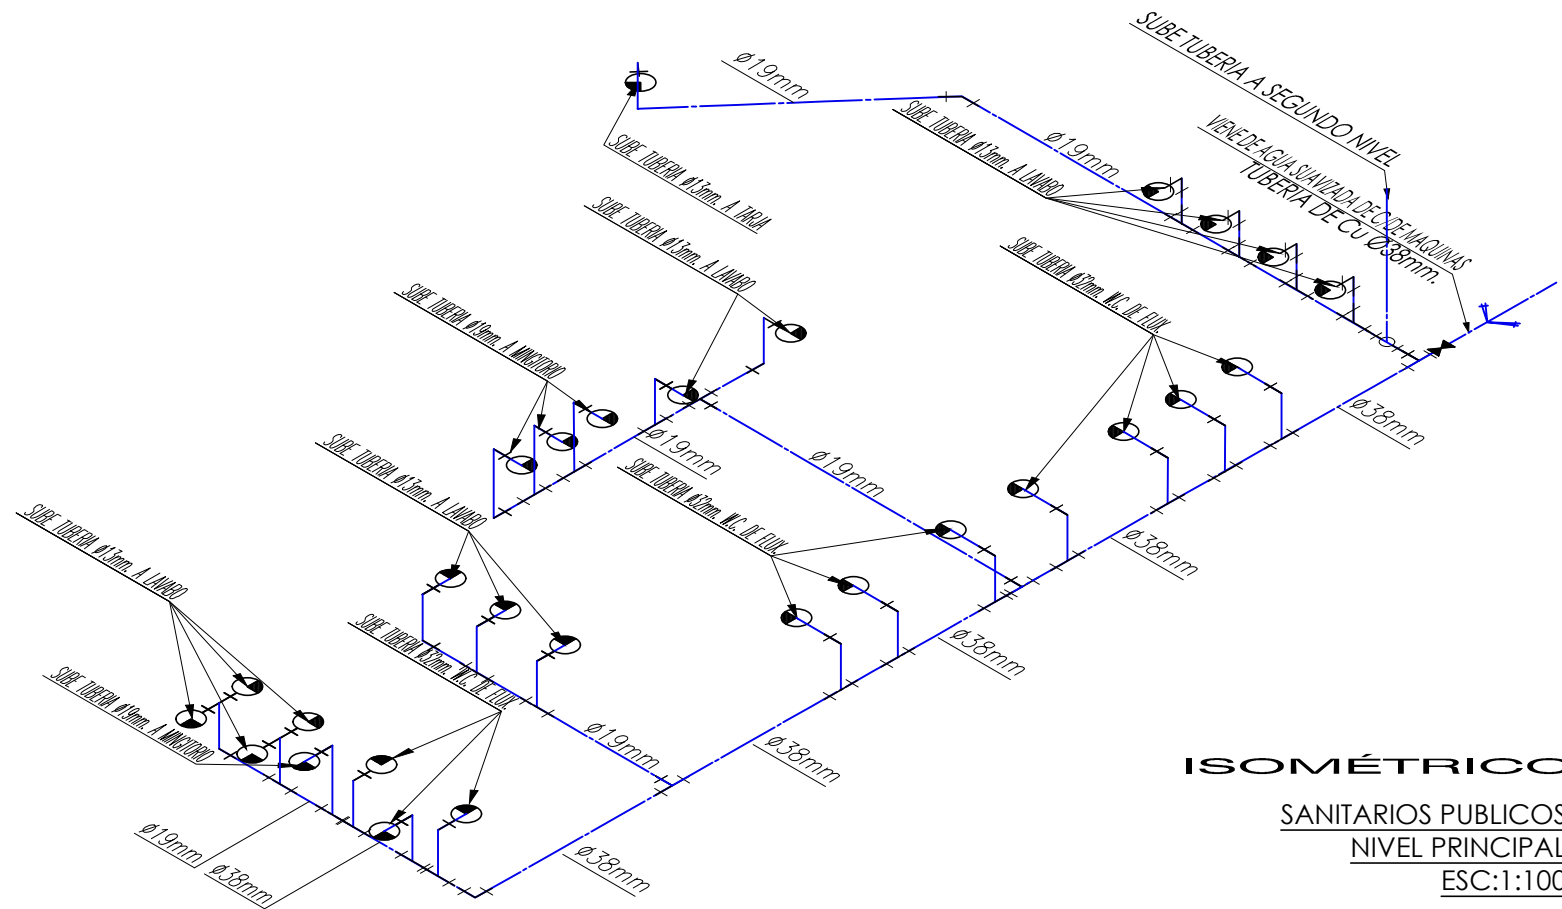 SUBE TUBERIA A SEGUNDO NIVEL
Ø19mm
SUBE TUBERIA Ø13mm. A LAVABO
Ø19mm
VIENE DE AGUA SUAVIZADA DE C/DE MAQUINAS
TUBERIA DE Cu Ø38mm.
SUBE TUBERIA Ø13mm. A TARJA
SUBE TUBERIA Ø13mm. A LAVABO
SUBE TUBERIA Ø32mm. W.C. DE FLUX.
SUBE TUBERIA Ø19mm. A MINGITORIO
Ø38mm
Ø19mm
Ø19mm
SUBE TUBERIA Ø13mm. A LAVABO
SUBE TUBERIA Ø32mm. W.C. DE FLUX.
Ø38mm
SUBE TUBERIA Ø13mm. A LAVABO
SUBE TUBERIA Ø32mm. W.C. DE FLUX.
Ø38mm
SUBE TUBERIA Ø19mm. A MINGITORIO
Ø19mm
Ø38mm
Ø19mm
Ø38mm
Ø38mm
ISOMÉTRICO
SANITARIOS PUBLICOS
NIVEL PRINCIPAL
ESC:1:100